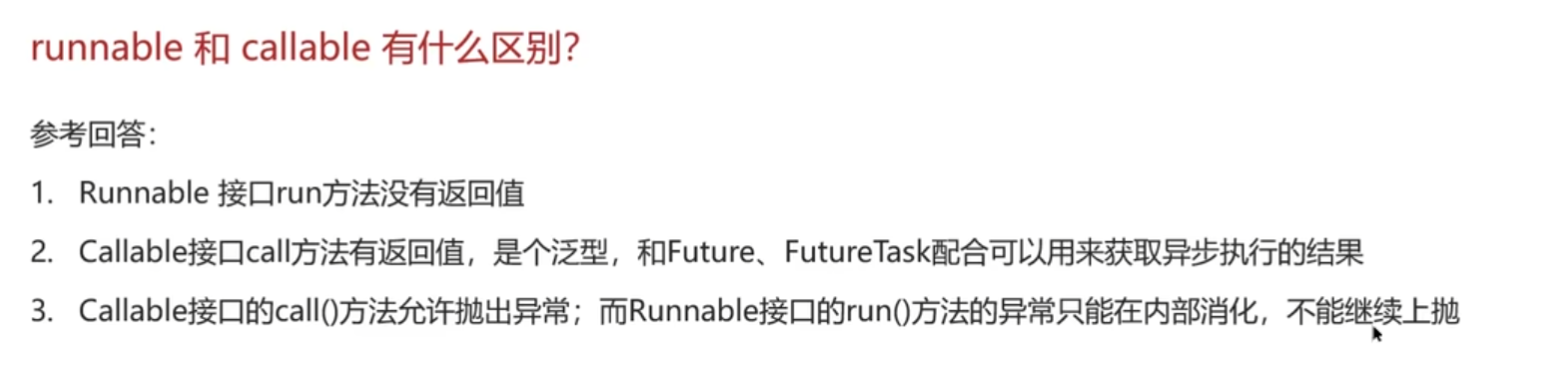 runnable 和 callable 有什么区别?
参考回答:
1. Runnable 接口run方法没有返回值
2. Callable接口call方法有返回值，是个泛型，和Future、FutureTask配合可以用来获取异步执行的结果
3. Callable接口的call()方法允许抛出异常；而Runnable接口的run()方法的异常只能在内部消化，不能继续上抛